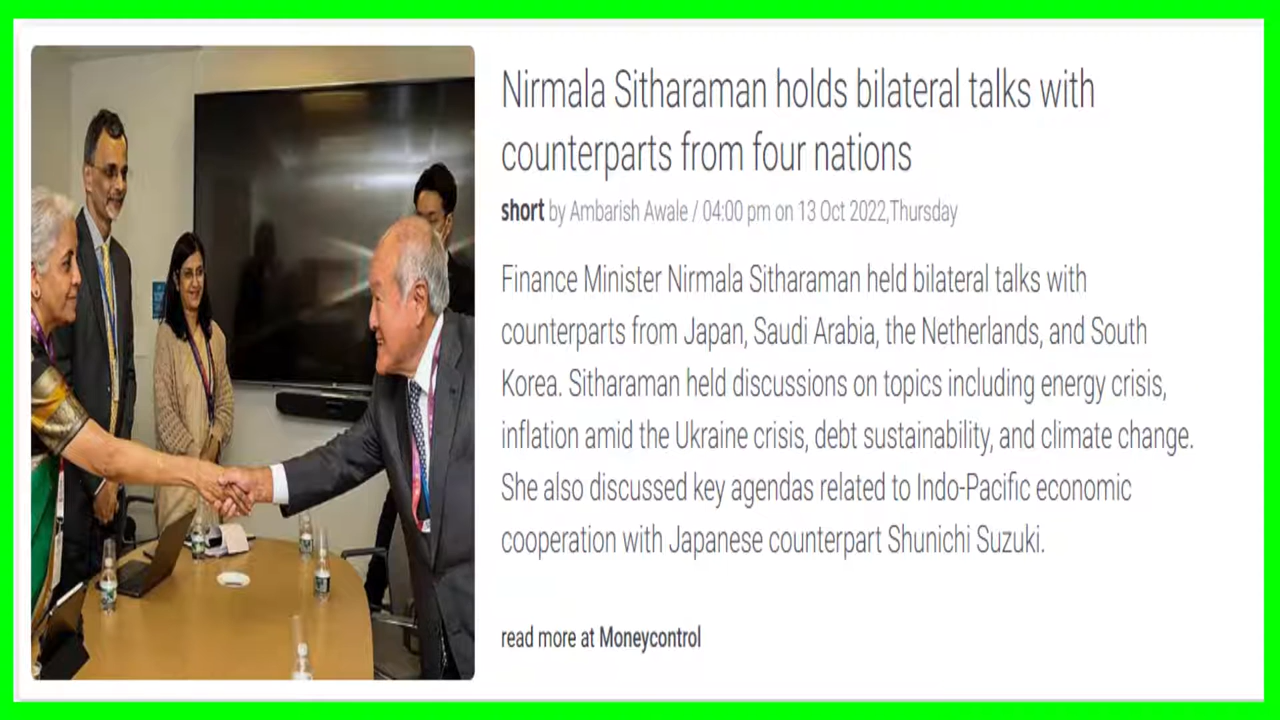 Nirmala Sitharaman holds bilateral talks with
counterparts from four nations
short by Ambarish Awale / 04:00 pm on 13 Oct 2022,Thursday
Finance Minister Nirmala Sitharaman held bilateral talks with
counterparts from Japan, Saudi Arabia, the Netherlands, and South
Korea. Sitharaman held discussions on topics including energy crisis,
inflation amid the Ukraine crisis, debt sustainability, and climate change.
She also discussed key agendas related to Indo-Pacific economic
cooperation with Japanese counterpart Shunichi Suzuki.
read more at Moneycontrol